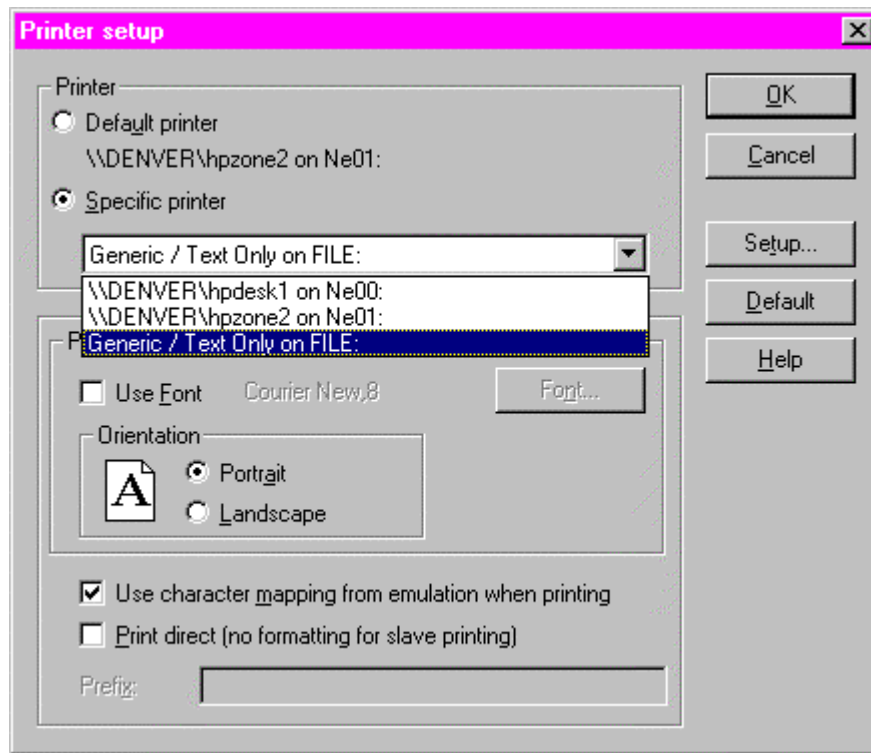 Printer setup
Printer
Default printer
\\DENVER\hpzone2 on Ne01:
Specific printer
Generic / Text Only on FILE:
\\DENVER\hpdesk1 on Ne00:
\\DENVER\hpzone2 on Ne01:
Generic / Text Only on FILE:
P
Use Font Courier New,8 Font...
Orientation
A
Portrait
Landscape
Use character mapping from emulation when printing
Print direct (no formatting for slave printing)
Prefix:
OK
Cancel
Setup...
Default
Help